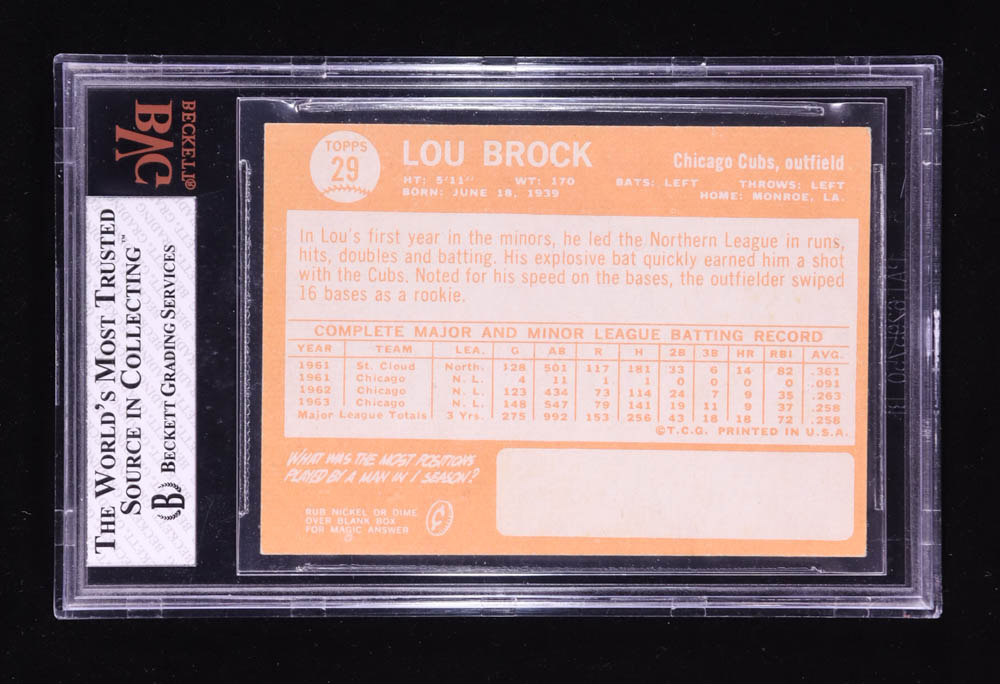 BECKETT®
BVG
THE WORLD'S MOST TRUSTED
SOURCE IN COLLECTING™
B BECKETT GRADING SERVICES
TOPPS
29
LOU BROCK
Chicago Cubs, outfield
HT: 5'11" WT: 170 BATS: LEFT THROWS: LEFT
BORN: JUNE 18, 1939 HOME: MONROE, LA.
In Lou's first year in the minors, he led the Northern League in runs,
hits, doubles and batting. His explosive bat quickly earned him a shot
with the Cubs. Noted for his speed on the bases, the outfielder swiped
16 bases as a rookie.
COMPLETE MAJOR AND MINOR LEAGUE BATTING RECORD
YEAR TEAM LEA. G AB R H 2B 3B HR RBI AVG.
1961 St. Cloud North. 128 501 117 181 33 6 14 82 .361
1961 Chicago N. L. 4 11 1 1 0 0 0 0 .091
1962 Chicago N. L. 123 434 73 114 24 7 9 35 .263
1963 Chicago N. L. 148 547 79 141 19 11 9 37 .258
Major League Totals 3 Yrs. 275 992 153 256 43 18 18 72 .258
©T.C.G. PRINTED IN U.S.A.
WHAT WAS THE MOST POSITIONS
PLAYED BY A MAN IN 1 SEASON?
RUB NICKEL OR DIME
OVER BLANK BOX
FOR MAGIC ANSWER